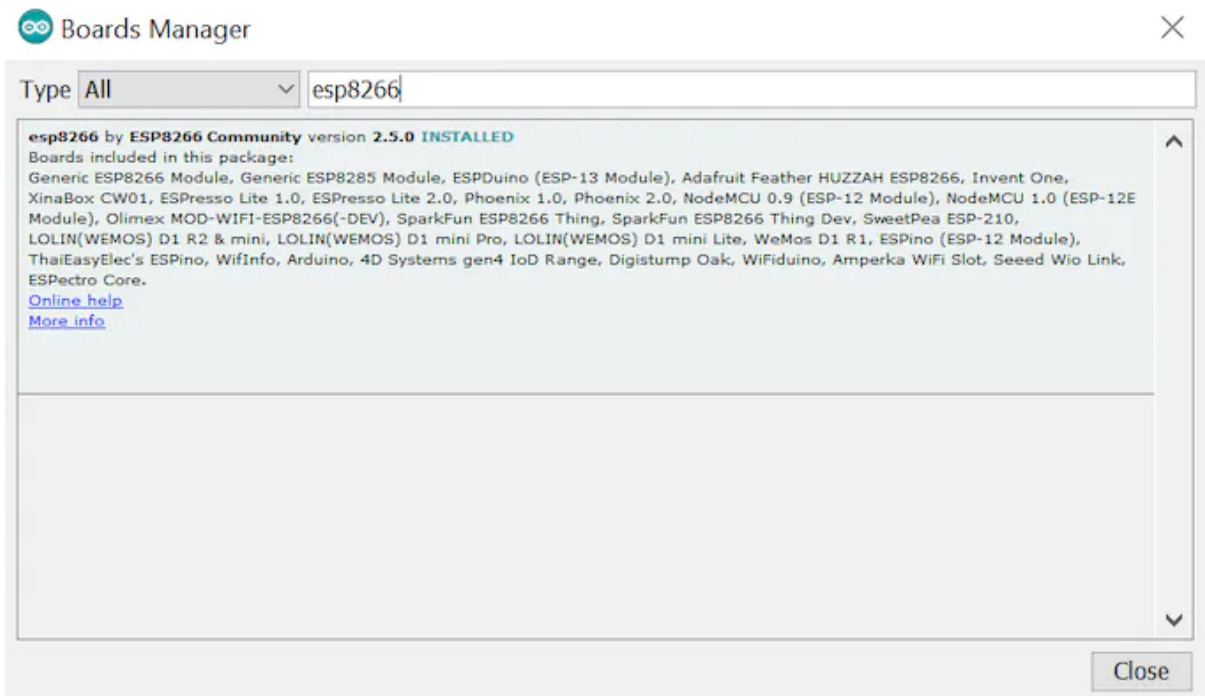 Boards Manager
Type All esp8266
esp8266 by ESP8266 Community version 2.5.0 INSTALLED
Boards included in this package:
Generic ESP8266 Module, Generic ESP8285 Module, ESPDuino (ESP-13 Module), Adafruit Feather HUZZAH ESP8266, Invent One,
XinaBox CW01, ESPresso Lite 1.0, ESPresso Lite 2.0, Phoenix 1.0, Phoenix 2.0, NodeMCU 0.9 (ESP-12 Module), NodeMCU 1.0 (ESP-12E
Module), Olimex MOD-WIFI-ESP8266(-DEV), SparkFun ESP8266 Thing, SparkFun ESP8266 Thing Dev, SweetPea ESP-210,
LOLIN(WEMOS) D1 R2 & mini, LOLIN(WEMOS) D1 mini Pro, LOLIN(WEMOS) D1 mini Lite, WeMos D1 R1, ESPino (ESP-12 Module),
ThaiEasyElec's ESPino, WifInfo, Arduino, 4D Systems gen4 IoD Range, Digistump Oak, WiFiduino, Amperka WiFi Slot, Seeed Wio Link,
ESPectro Core.
Online help
More info
Close